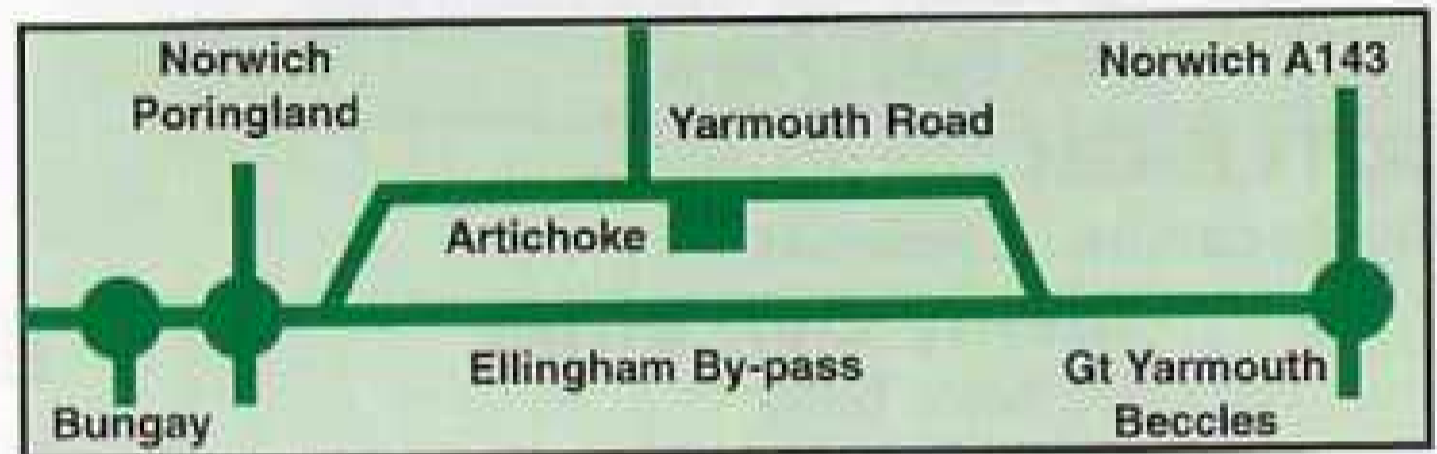 Norwich
Poringland
Norwich A143
Yarmouth Road
Artichoke
Ellingham By-pass
Gt Yarmouth
Beccles
Bungay